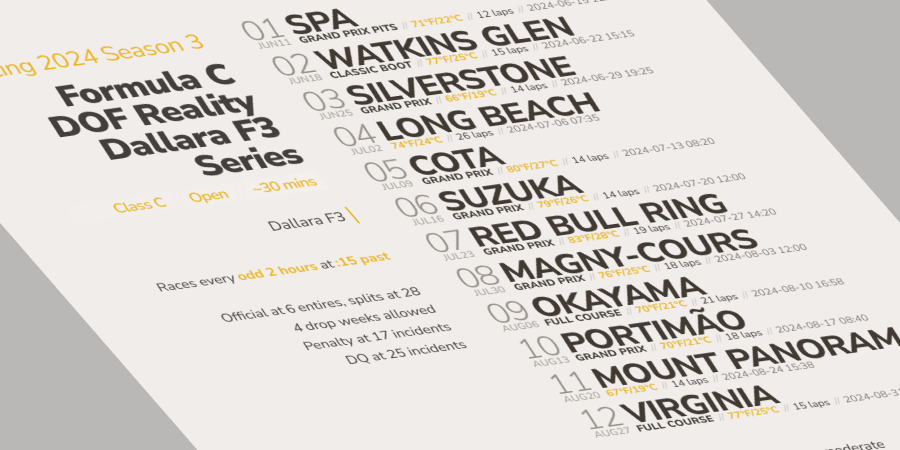 ing 2024 Season 3
Formula C
DOF Reality
Dallara F3
Series
Class C Open ~30 mins
Dallara F3
Races every odd 2 hours at :15 past
Official at 6 entires, splits at 28
4 drop weeks allowed
Penalty at 17 incidents
DQ at 25 incidents
01 SPA
JUN11 GRAND PRIX PITS // 71°F/22°C // 12 laps //
02 WATKINS GLEN
JUN18 CLASSIC BOOT // 77°F/25°C // 15 laps // 2024-06-22 15:15
03 SILVERSTONE
JUN25 GRAND PRIX // 66°F/19°C // 14 laps // 2024-06-29 19:25
04 LONG BEACH
JUL02 74°F/24°C // 26 laps // 2024-07-06 07:35
05 COTA
JUL09 GRAND PRIX // 80°F/27°C // 14 laps // 2024-07-13 08:20
06 SUZUKA
JUL16 GRAND PRIX // 79°F/26°C // 14 laps // 2024-07-20 12:00
07 RED BULL RING
JUL23 GRAND PRIX // 83°F/28°C // 19 laps // 2024-07-27 14:20
08 MAGNY-COURS
JUL30 GRAND PRIX // 76°F/25°C // 18 laps // 2024-08-03 12:00
09 OKAYAMA
AUG06 FULL COURSE // 70°F/21°C // 21 laps // 2024-08-10 16:58
10 PORTIMÃO
AUG13 GRAND PRIX // 70°F/21°C // 18 laps // 2024-08-17 08:40
11 MOUNT PANORAM
AUG20 67°F/19°C // 14 laps // 2024-08-24 15:38
12 VIRGINIA
AUG27 FULL COURSE // 77°F/25°C // 15 laps // 2024-08-3
moderate